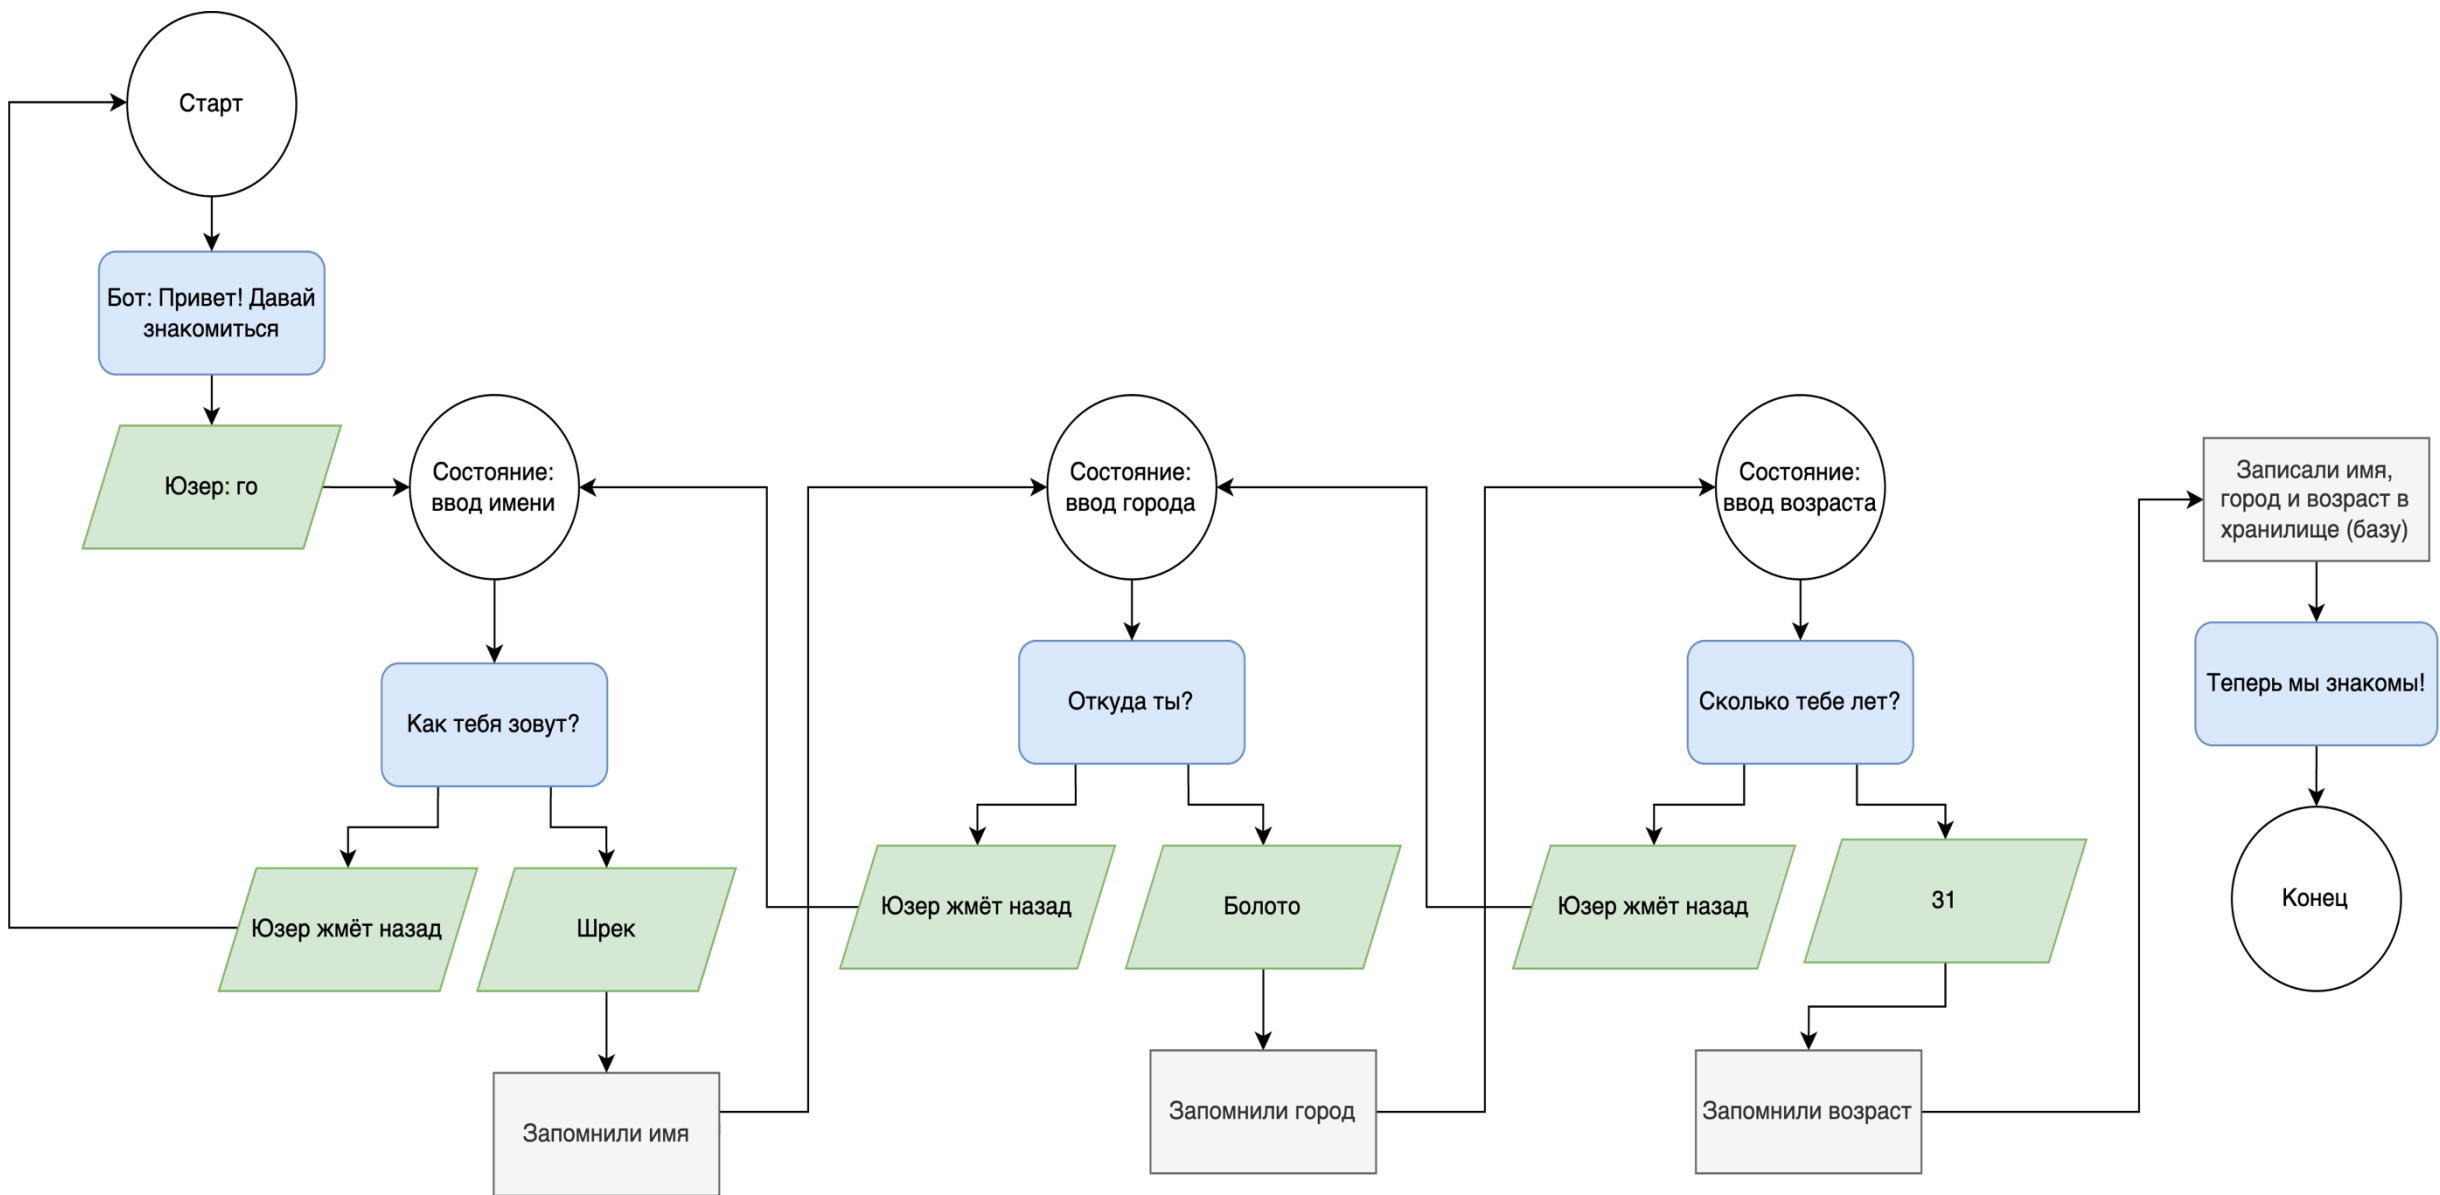 Старт
Бот: Привет! Давай
знакомиться
Юзер: го
Состояние:
ввод имени
Как тебя зовут?
Юзер жмёт назад
Шрек
Запомнили имя
Состояние:
ввод города
Откуда ты?
Юзер жмёт назад
Болото
Запомнили город
Состояние:
ввод возраста
Сколько тебе лет?
Юзер жмёт назад
31
Запомнили возраст
Записали имя,
город и возраст в
хранилище (базу)
Теперь мы знакомы!
Конец